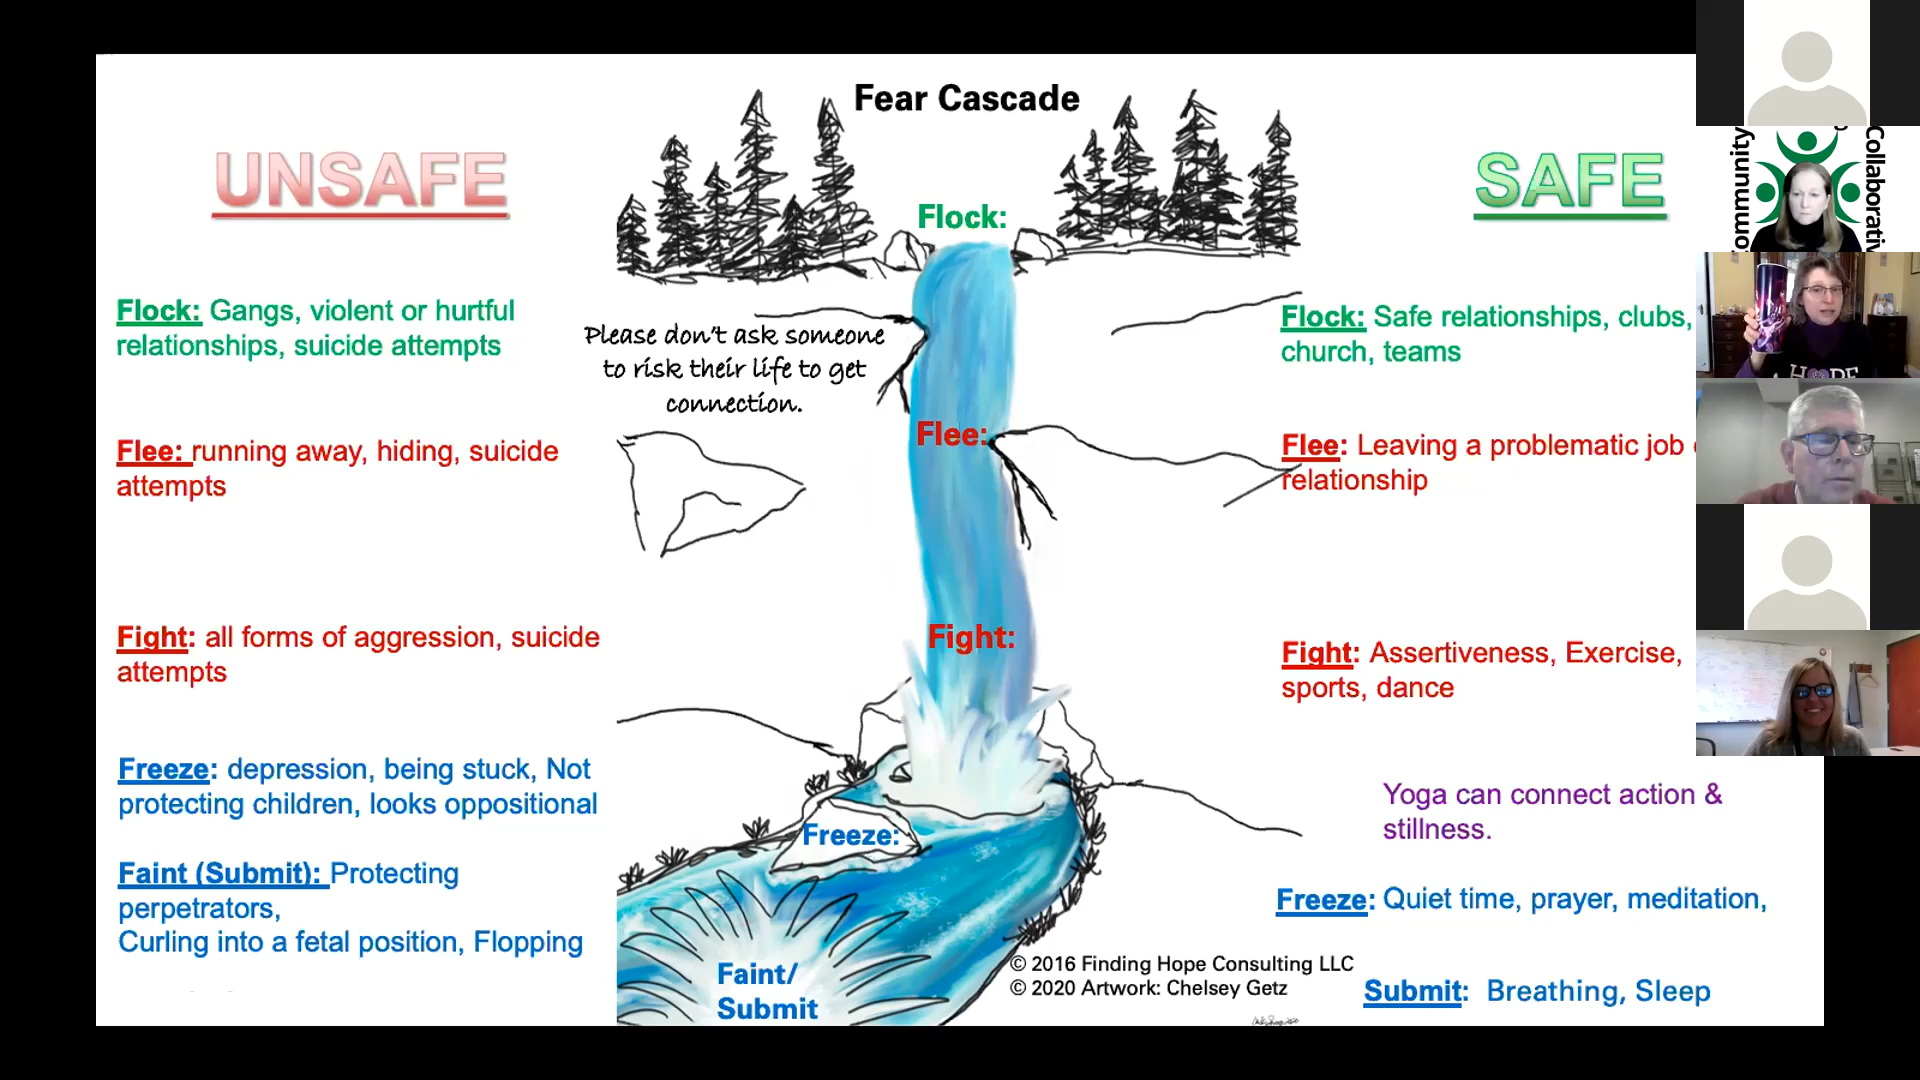 Fear Cascade
UNSAFE
SAFE
Flock:
Flock: Gangs, violent or hurtful
relationships, suicide attempts
Please don't ask someone
to risk their life to get
connection.
Flock: Safe relationships, clubs,
church, teams
Flee:
Flee: running away, hiding, suicide
attempts
Flee: Leaving a problematic job
relationship
Fight:
Fight: all forms of aggression, suicide
attempts
Fight: Assertiveness, Exercise,
sports, dance
Freeze: depression, being stuck, Not
protecting children, looks oppositional
Freeze:
Yoga can connect action &
stillness.
Faint (Submit): Protecting
perpetrators,
Curling into a fetal position, Flopping
Freeze: Quiet time, prayer, meditation,
Faint/
Submit
© 2016 Finding Hope Consulting LLC
© 2020 Artwork: Chelsey Getz
Submit: Breathing, Sleep
ommunity
Collaborativ
HOPE